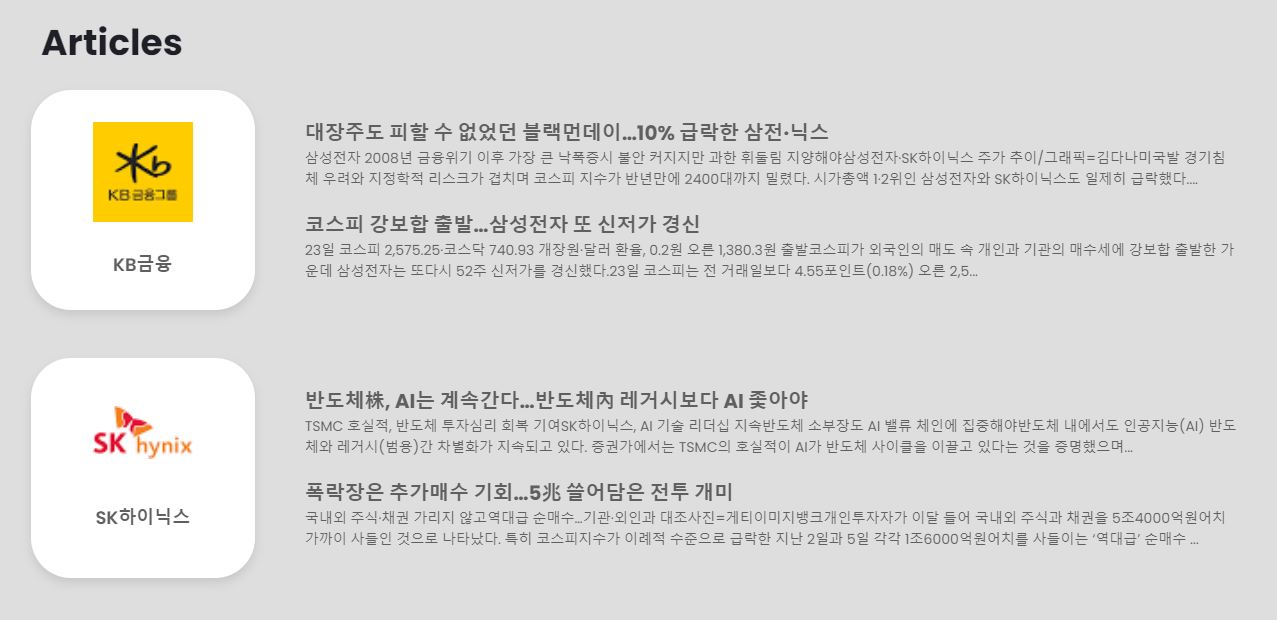 Articles
KB금융그룹
KB금융
대장주도 피할 수 없었던 블랙먼데이...10% 급락한 삼전·닉스
삼성전자 2008년 금융위기 이후 가장 큰 낙폭증시 불안 커지지만 과한 휘둘림 지양해야삼성전자·SK하이닉스 주가 추이/그래픽=김다나미국발 경기침
체 우려와 지정학적 리스크가 겹치며 코스피 지수가 반년만에 2400대까지 밀렸다. 시가총액 1·2위인 삼성전자와 SK하이닉스도 일제히 급락했다....
코스피 강보합 출발...삼성전자 또 신저가 경신
23일 코스피 2,575.25·코스닥 740.93 개장원·달러 환율, 0.2원 오른 1,380.3원 출발코스피가 외국인의 매도 속 개인과 기관의 매수세에 강보합 출발한 가
운데 삼성전자는 또다시 52주 신저가를 경신했다.23일 코스피는 전 거래일보다 4.55포인트(0.18%) 오른 2,5...
SK hynix
SK하이닉스
반도체株, AI는 계속간다...반도체內 레거시보다 AI 좇아야
TSMC 호실적, 반도체 투자심리 회복 기여SK하이닉스, AI 기술 리더십 지속반도체 소부장도 AI 밸류 체인에 집중해야반도체 내에서도 인공지능(AI) 반도
체와 레거시(범용)간 차별화가 지속되고 있다. 증권가에서는 TSMC의 호실적이 AI가 반도체 사이클을 이끌고 있다는 것을 증명했으며...
폭락장은 추가매수 기회...5兆 쓸어담은 전투 개미
국내외 주식·채권 가리지 않고역대급 순매수...기관·외인과 대조사진=게티이미지뱅크개인투자자가 이달 들어 국내외 주식과 채권을 5조4000억원어치
가까이 사들인 것으로 나타났다. 특히 코스피지수가 이례적 수준으로 급락한 지난 2일과 5일 각각 1조6000억원어치를 사들이는 ‘역대급’ 순매수 ...